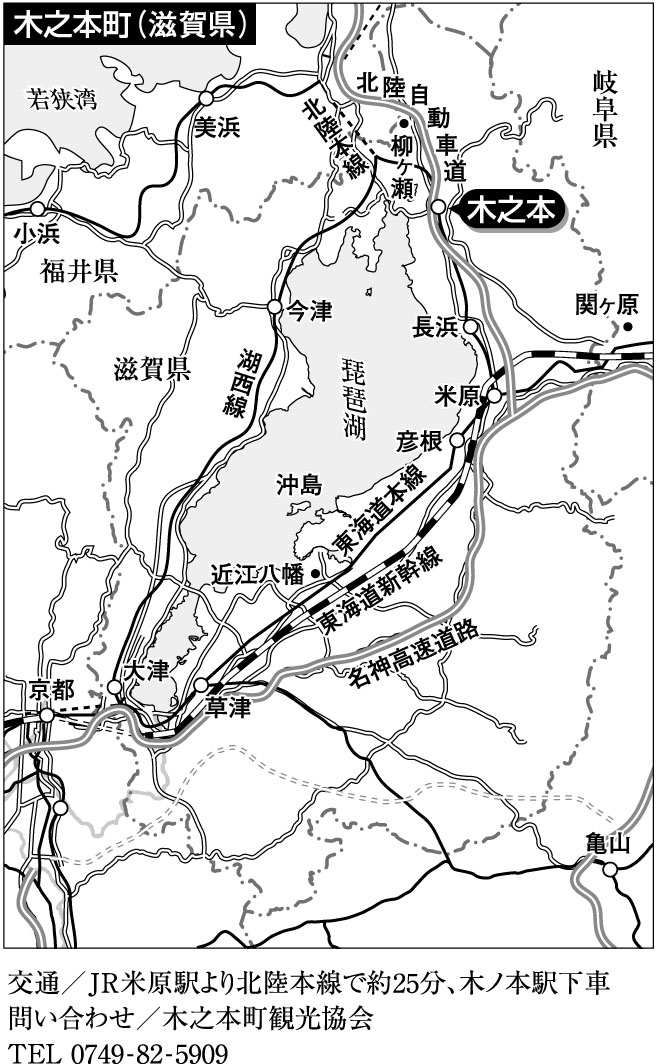 木之本町(滋賀県)
若狭湾
美浜
北陸本線
北陸自動車道
柳ヶ瀬
岐阜県
小浜
木之本
福井県
今津
長浜
関ヶ原
滋賀県
湖西線
琵琶湖
米原
彦根
沖島
東海道本線
近江八幡
東海道新幹線
名神高速道路
大津
京都
草津
亀山
交通/JR米原駅より北陸本線で約25分、木ノ本駅下車
問い合わせ/木之本町観光協会
TEL 0749-82-5909